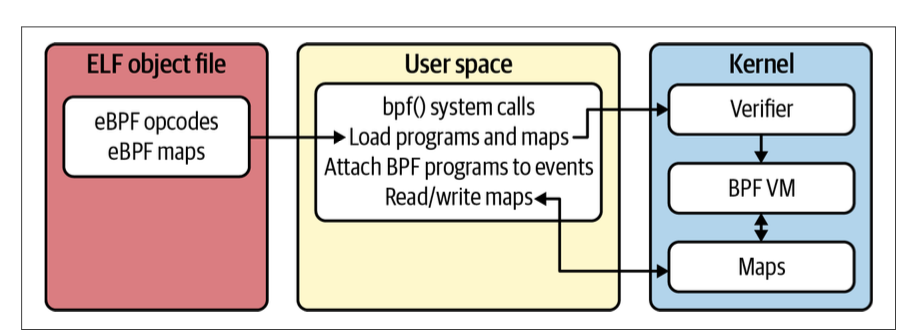 ELF object file
eBPF opcodes
eBPF maps
User space
bpf() system calls
Load programs and maps
Attach BPF programs to events
Read/write maps
Kernel
Verifier
BPF VM
Maps